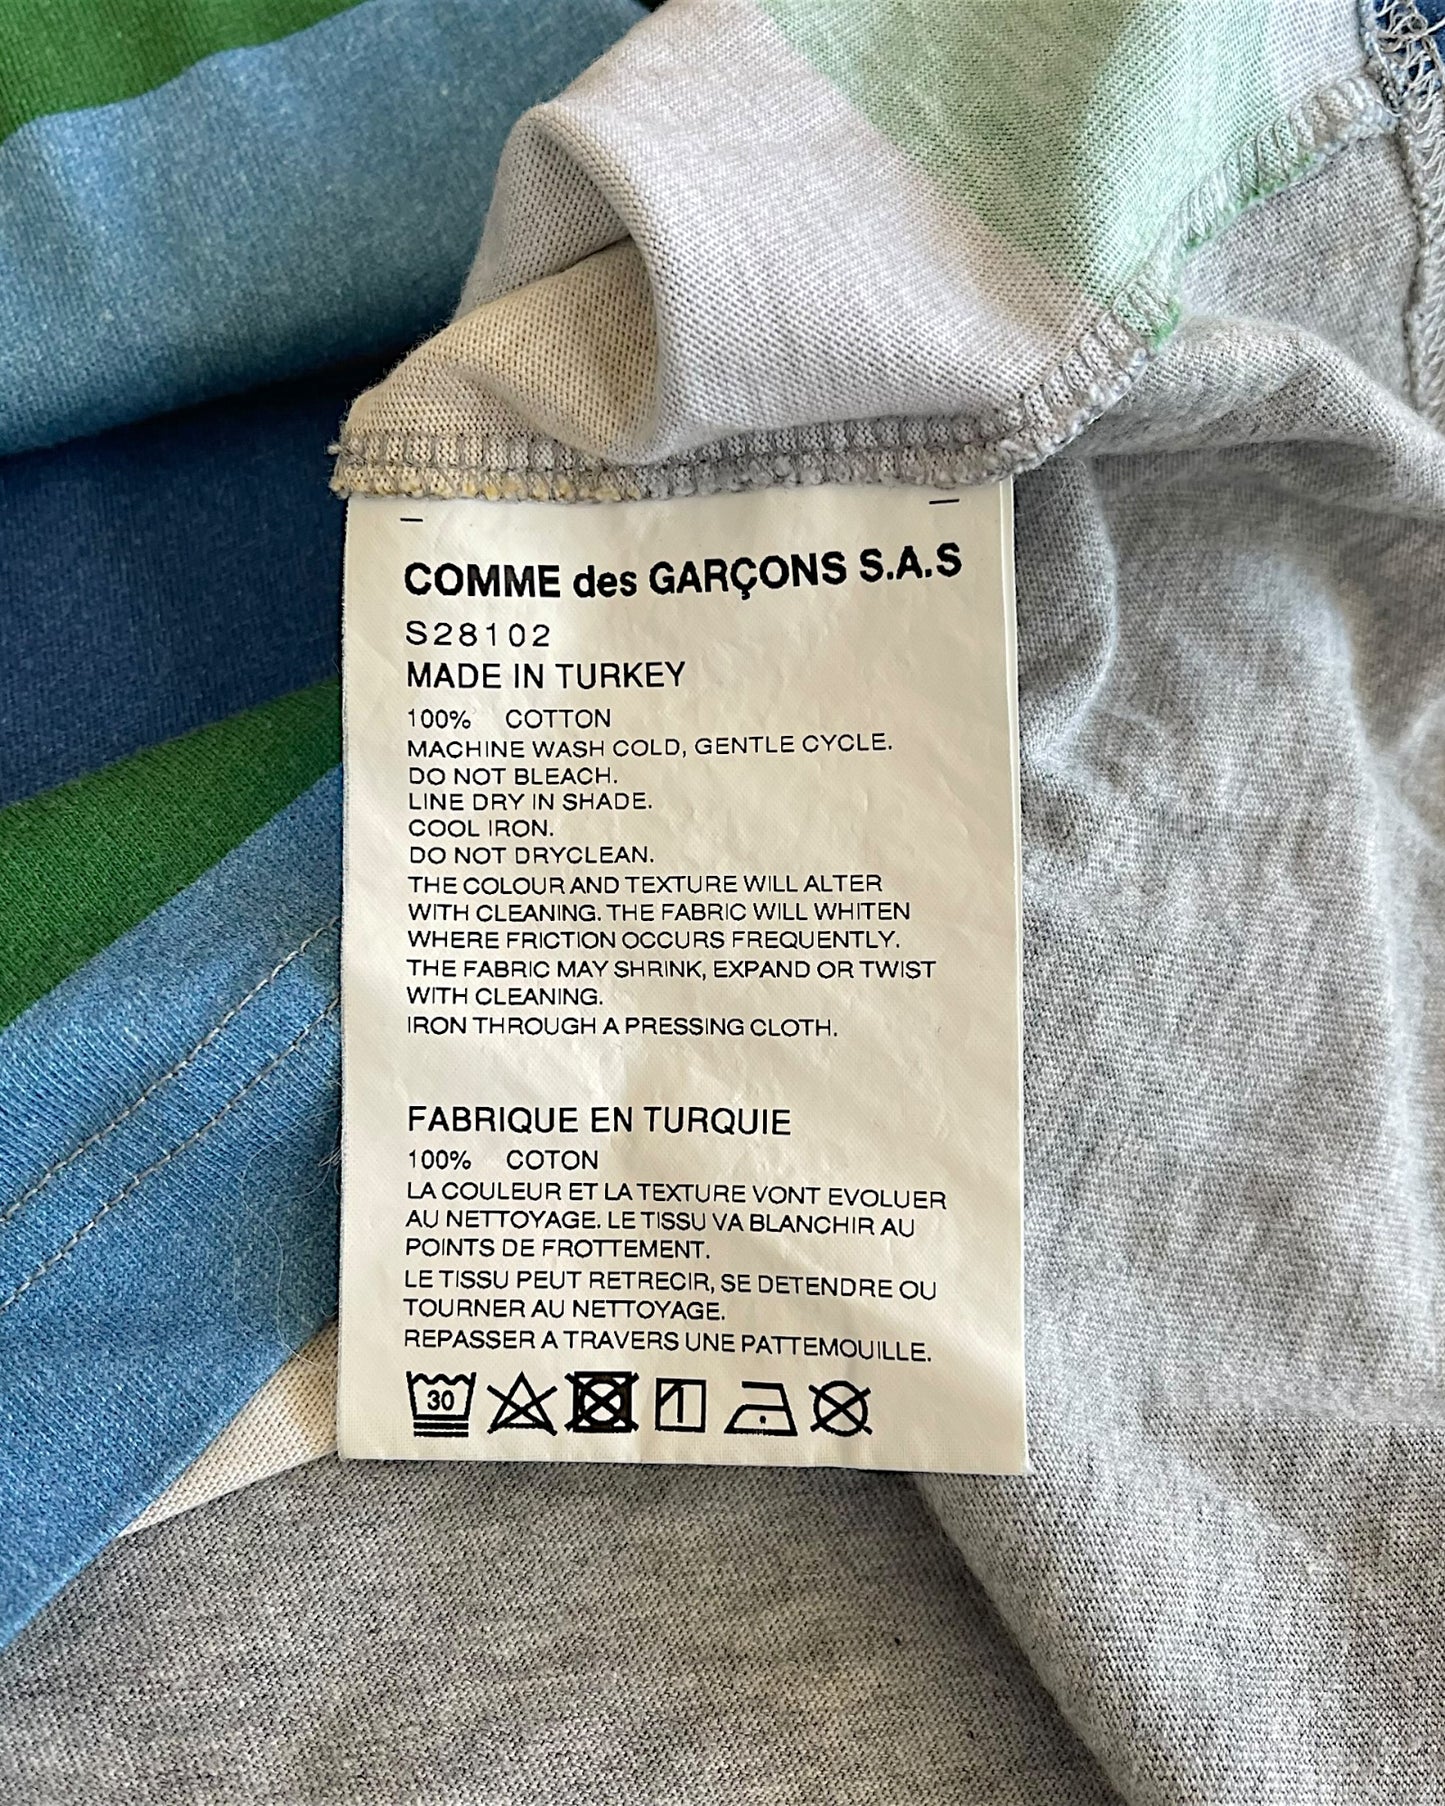 COMME des GARÇONS S.A.S
S28102
MADE IN TURKEY
100% COTTON
MACHINE WASH COLD, GENTLE CYCLE.
DO NOT BLEACH.
LINE DRY IN SHADE.
COOL IRON.
DO NOT DRYCLEAN.
THE COLOUR AND TEXTURE WILL ALTER
WITH CLEANING. THE FABRIC WILL WHITEN
WHERE FRICTION OCCURS FREQUENTLY.
THE FABRIC MAY SHRINK, EXPAND OR TWIST
WITH CLEANING.
IRON THROUGH A PRESSING CLOTH.
FABRIQUE EN TURQUIE
100% COTON
LA COULEUR ET LA TEXTURE VONT EVOLUER
AU NETTOYAGE. LE TISSU VA BLANCHIR AU
POINTS DE FROTTEMENT.
LE TISSU PEUT RETRECIR, SE DETENDRE OU
TOURNER AU NETTOYAGE.
REPASSER A TRAVERS UNE PATTEMOUILLE.
30